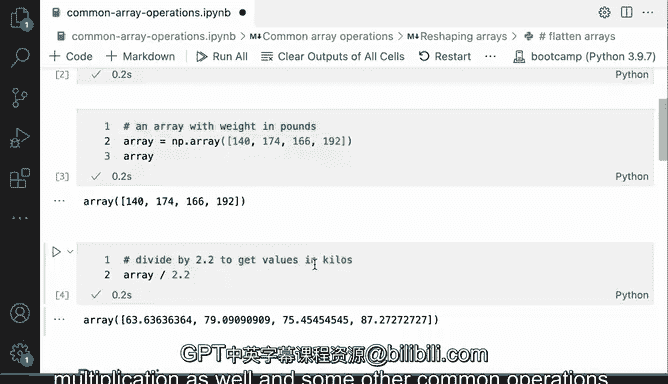 common-array-operations.ipynb
common-array-operations.ipynb > M↓Common array operations > M↓Reshaping arrays > # flatten arrays
+ Code + Markdown Run All Clear Outputs of All Cells Restart ... bootcamp (Python 3.9.7)
[2] 0.2s Python
1 # an array with weight in pounds
2 array = np.array([140, 174, 166, 192])
3 array
[3] 0.2s Python
... array([140, 174, 166, 192])
1 # divide by 2.2 to get values in kilos
2 array / 2.2
[4] 0.2s Python
... array([63.63636364, 79.09090909, 75.45454545, 87.27272727])
GPT中英字幕课程资源@bilibili.com
multiplication as well and some other common operations